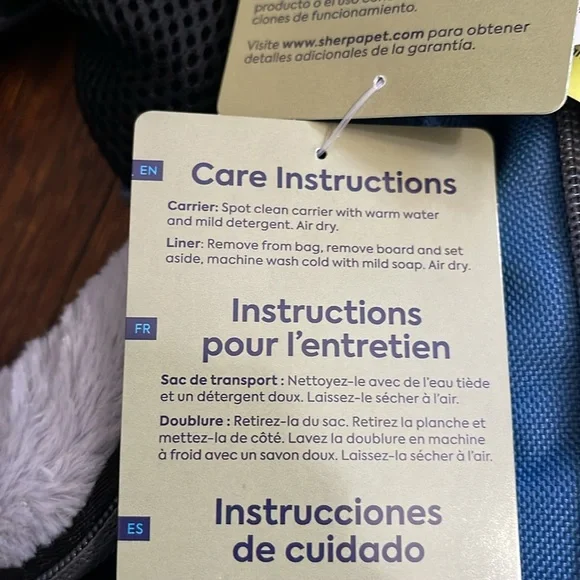 producto o el uso
ciones de funcionamiento.
Visite www.sherpapet.com para obtener
detalles adicionales de la garantía.
EN
Care Instructions
Carrier: Spot clean carrier with warm water
and mild detergent. Air dry.
Liner: Remove from bag, remove board and set
aside, machine wash cold with mild soap. Air dry.
FR
Instructions
pour l'entretien
Sac de transport : Nettoyez-le avec de l'eau tiède
et un détergent doux. Laissez-le sécher à l'air.
Doublure : Retirez-la du sac. Retirez la planche et
mettez-la de côté. Lavez la doublure en machine
à froid avec un savon doux. Laissez-la sécher à l'air.
ES
Instrucciones
de cuidado